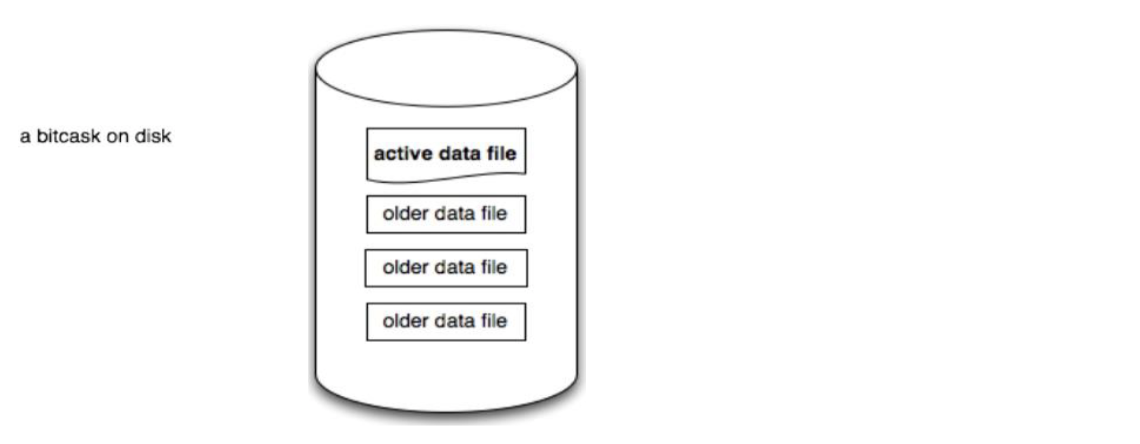 a bitcask on disk
active data file
older data file
older data file
older data file